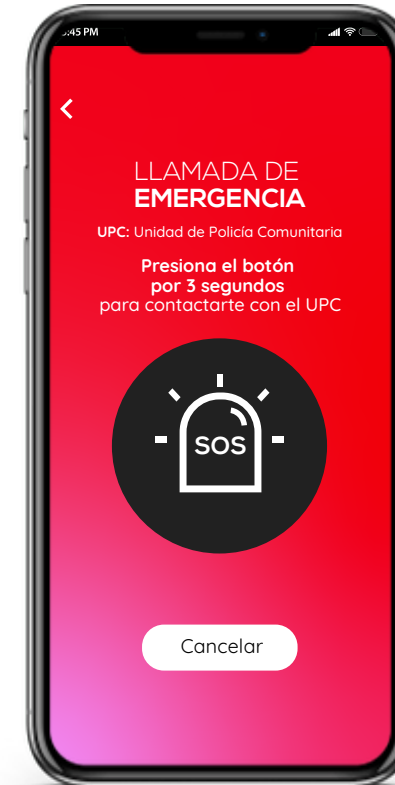 :45 PM
LLAMADA DE
EMERGENCIA
UPC: Unidad de Policía Comunitaria
Presiona el botón
por 3 segundos
para contactarte con el UPC
SOS
Cancelar